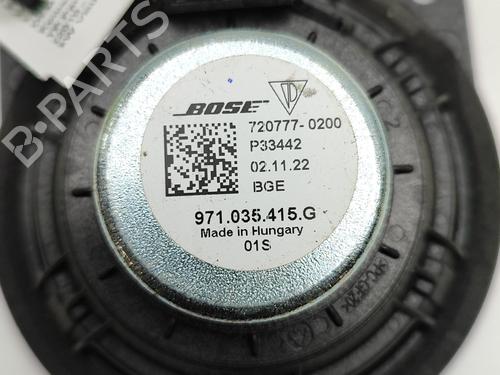 BOSE
720777-0200
P33442
02.11.22
BGE
971.035.415.G
Made in Hungary
01S
B-PARTS